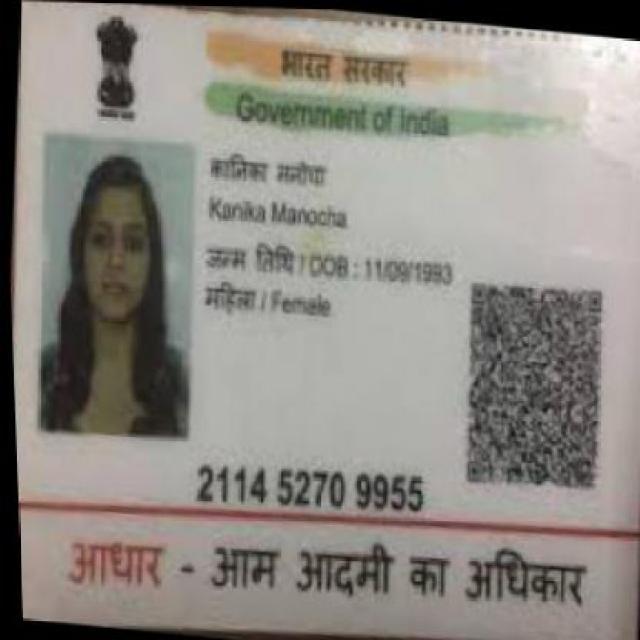 भारत सरकार
Government of India
कानिका मनोचा
Kanika Manocha
जन्म तिथि / DOB : 11/09/1993
महिला / Female
2114 5270 9955
आधार - आम आदमी का अधिकार